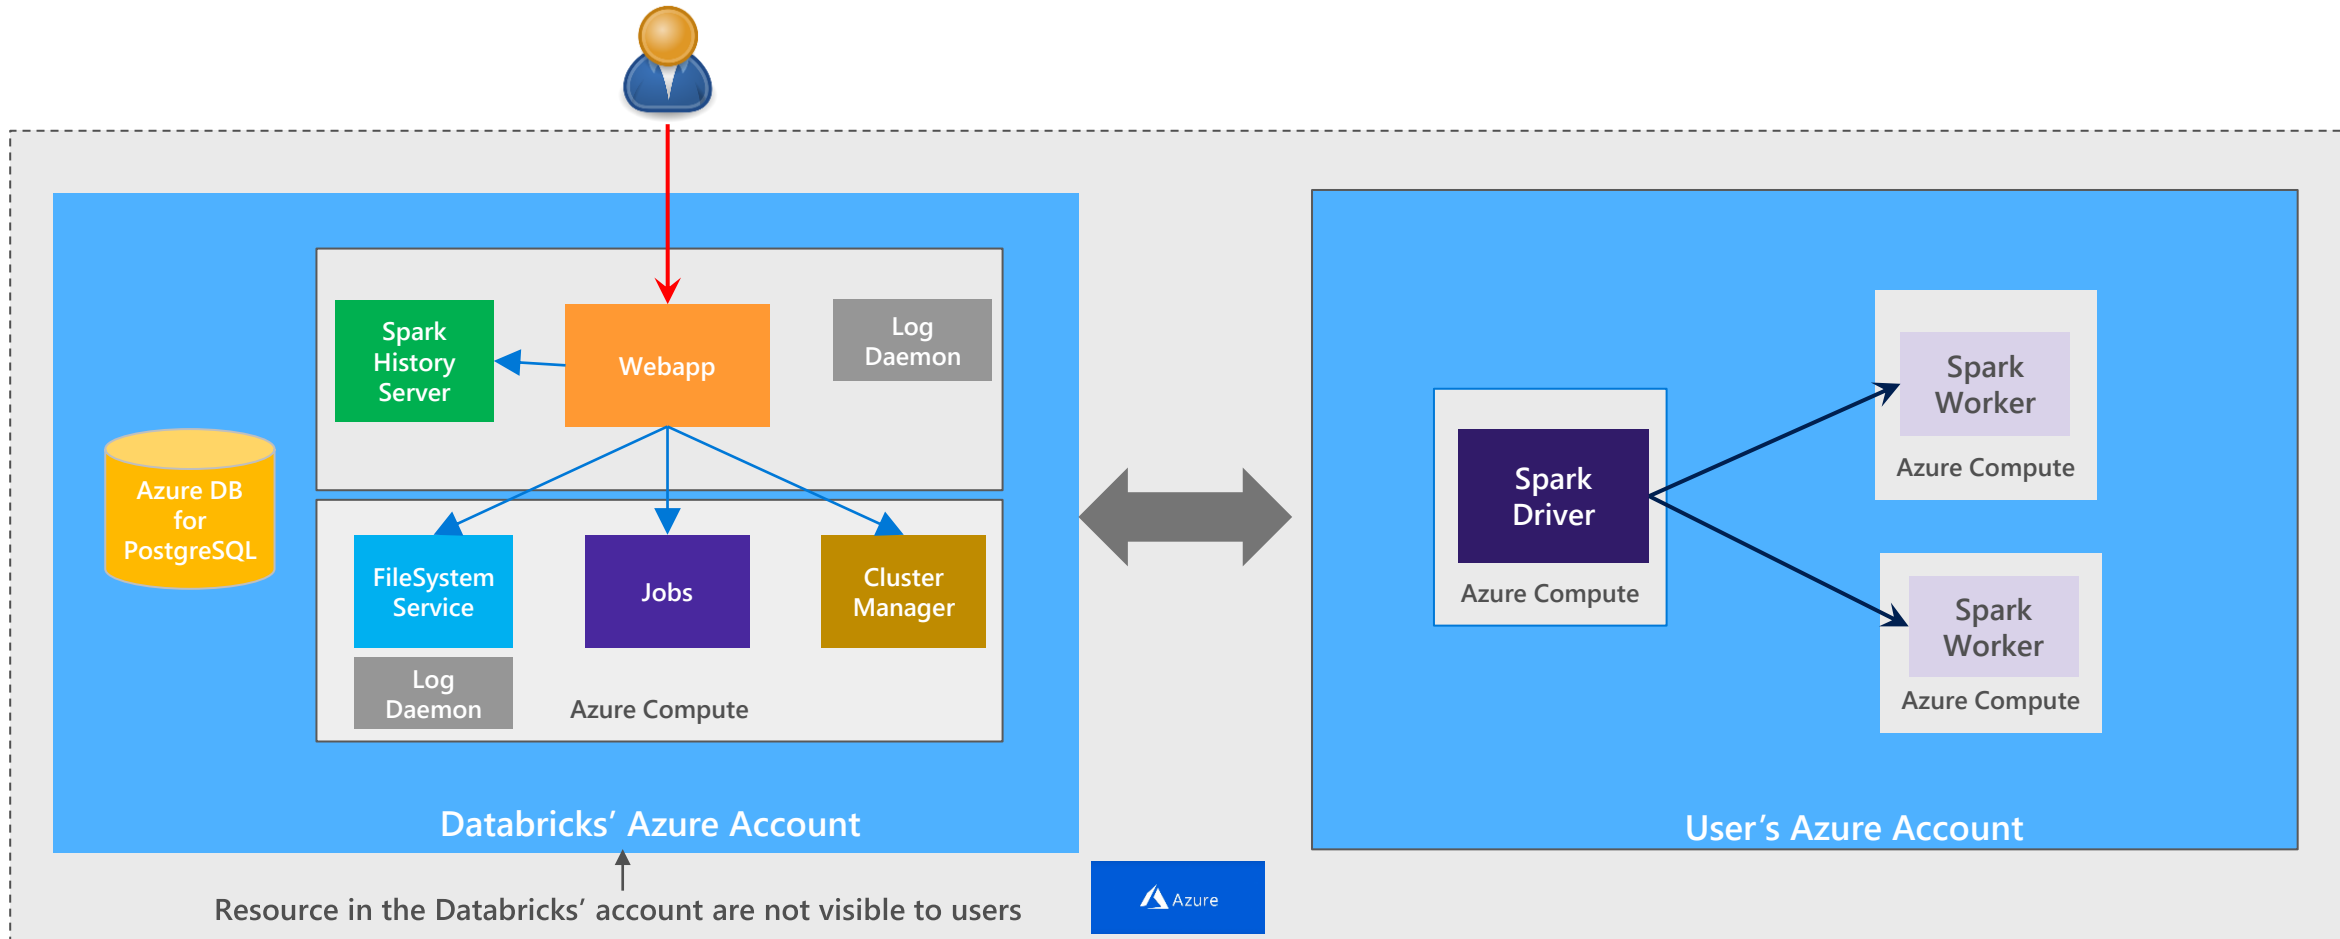 Spark
History
Server
Webapp
Log
Daemon
Azure DB
for
PostgreSQL
FileSystem
Service
Jobs
Cluster
Manager
Log
Daemon
Azure Compute
Databricks’ Azure Account
Resource in the Databricks’ account are not visible to users
Azure
Spark
Driver
Azure Compute
Spark
Worker
Azure Compute
Spark
Worker
Azure Compute
User’s Azure Account